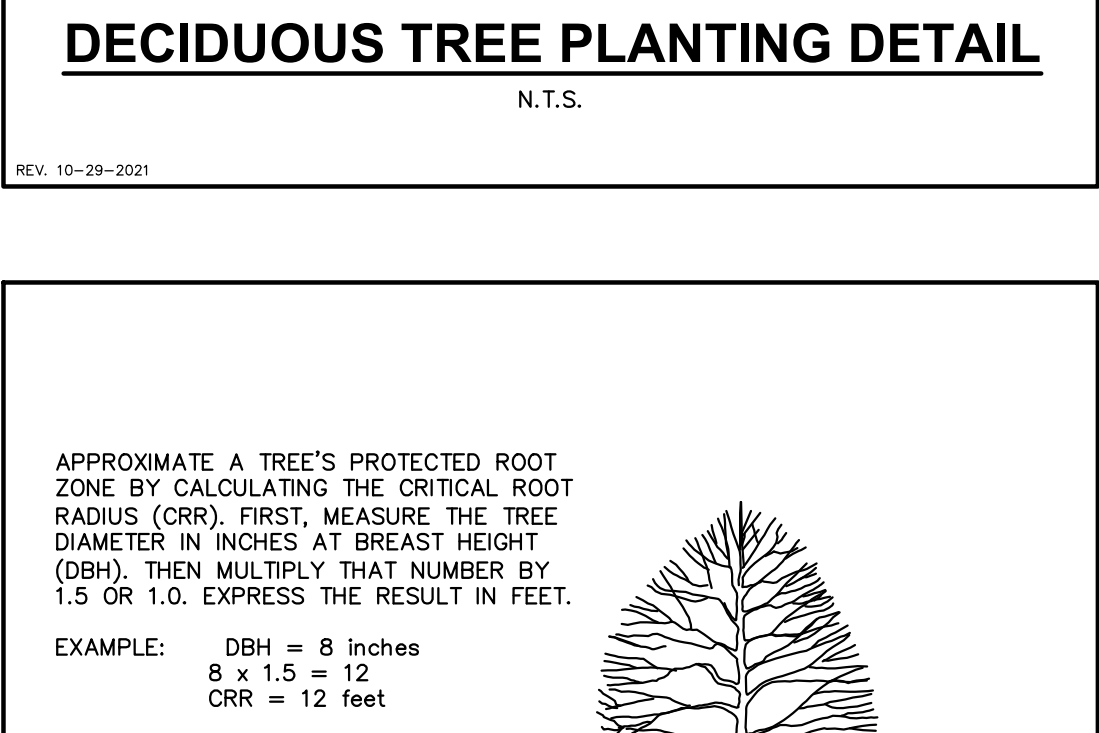 DECIDUOUS TREE PLANTING DETAIL
N.T.S.
REV. 10-29-2021
APPROXIMATE A TREE'S PROTECTED ROOT
ZONE BY CALCULATING THE CRITICAL ROOT
RADIUS (CRR). FIRST, MEASURE THE TREE
DIAMETER IN INCHES AT BREAST HEIGHT
(DBH). THEN MULTIPLY THAT NUMBER BY
1.5 OR 1.0. EXPRESS THE RESULT IN FEET.
EXAMPLE: DBH = 8 inches
8 x 1.5 = 12
CRR = 12 feet